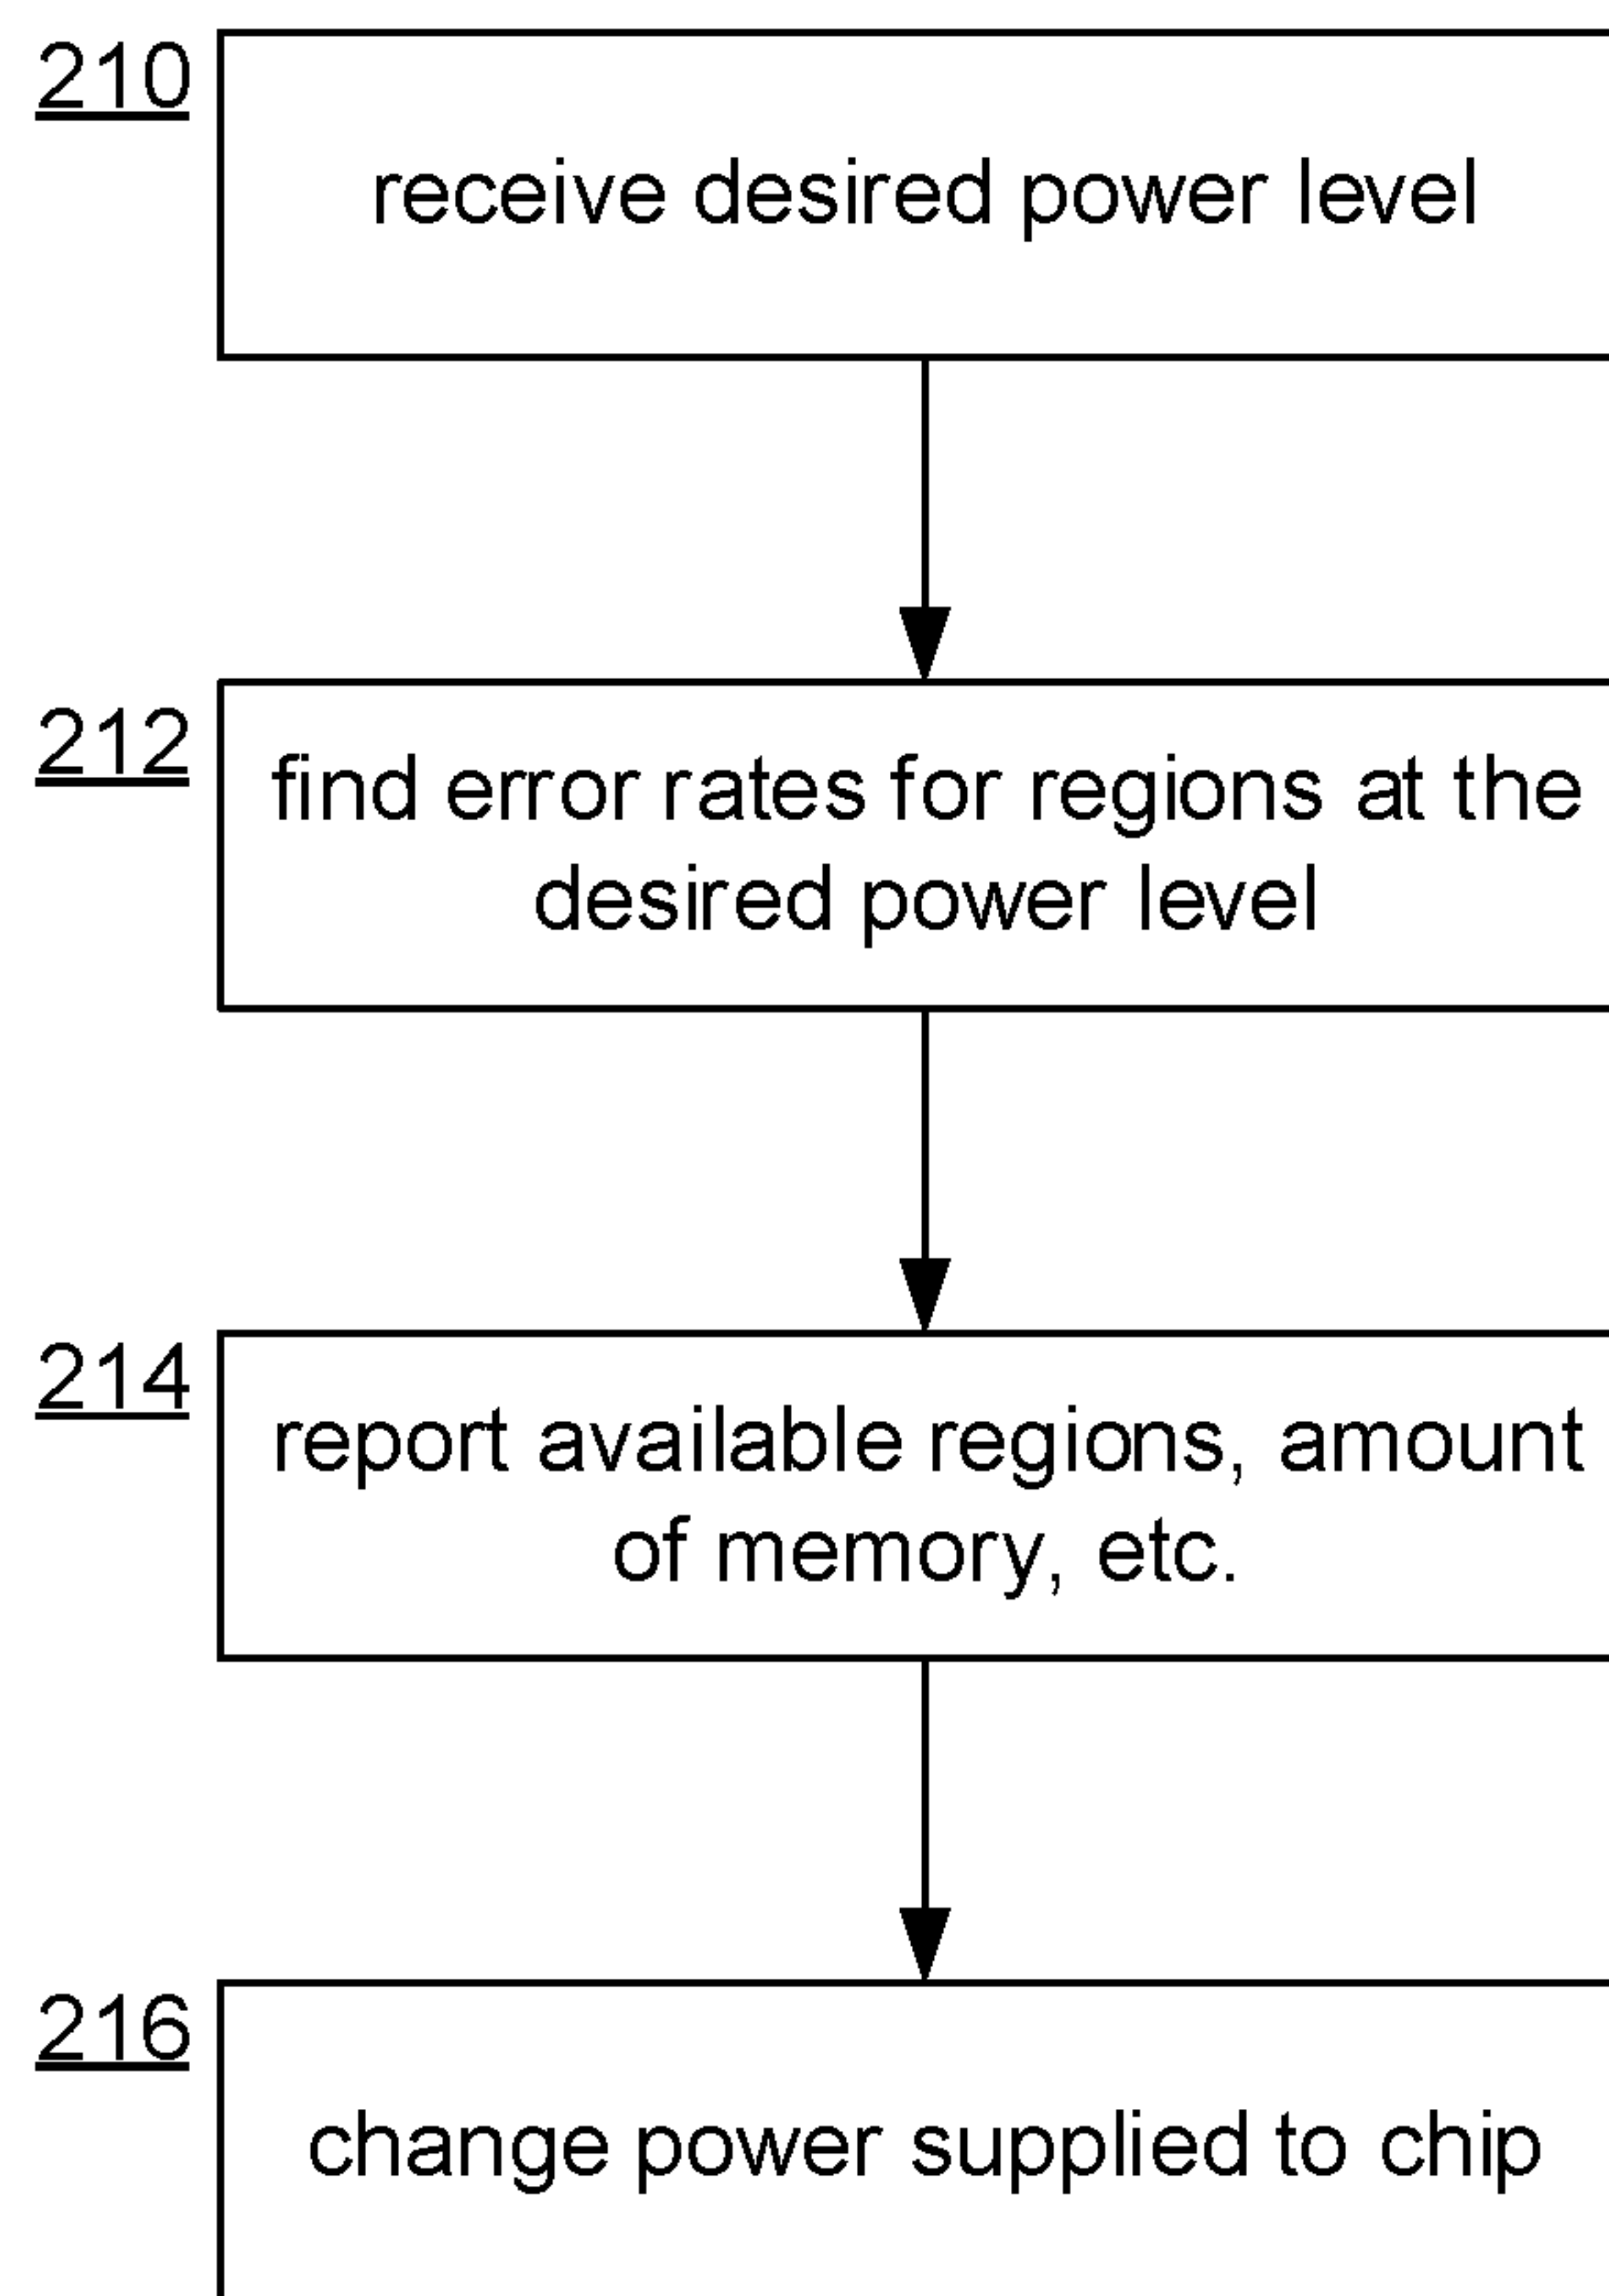 210
receive desired power level
212
find error rates for regions at the
desired power level
214
report available regions, amount
of memory, etc.
216
change power supplied to chip